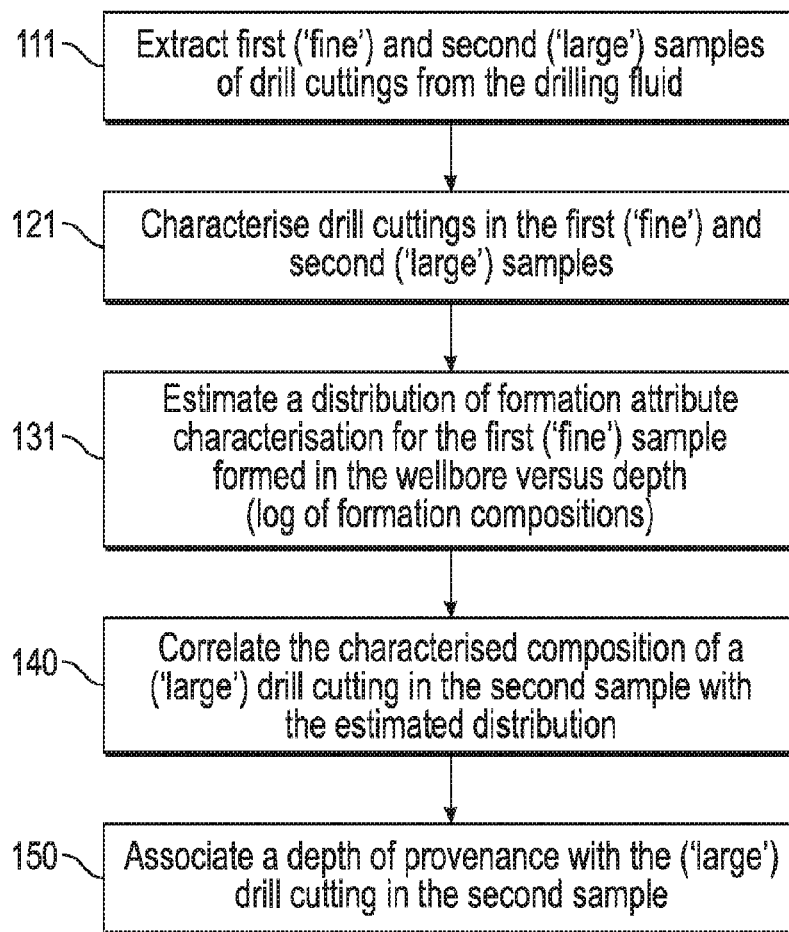 111
Extract first ('fine') and second ('large') samples
of drill cuttings from the drilling fluid
121
Characterise drill cuttings in the first ('fine') and
second ('large') samples
131
Estimate a distribution of formation attribute
characterisation for the first ('fine') sample
formed in the wellbore versus depth
(log of formation compositions)
140
Correlate the characterised composition of a
('large') drill cutting in the second sample with
the estimated distribution
150
Associate a depth of provenance with the ('large')
drill cutting in the second sample